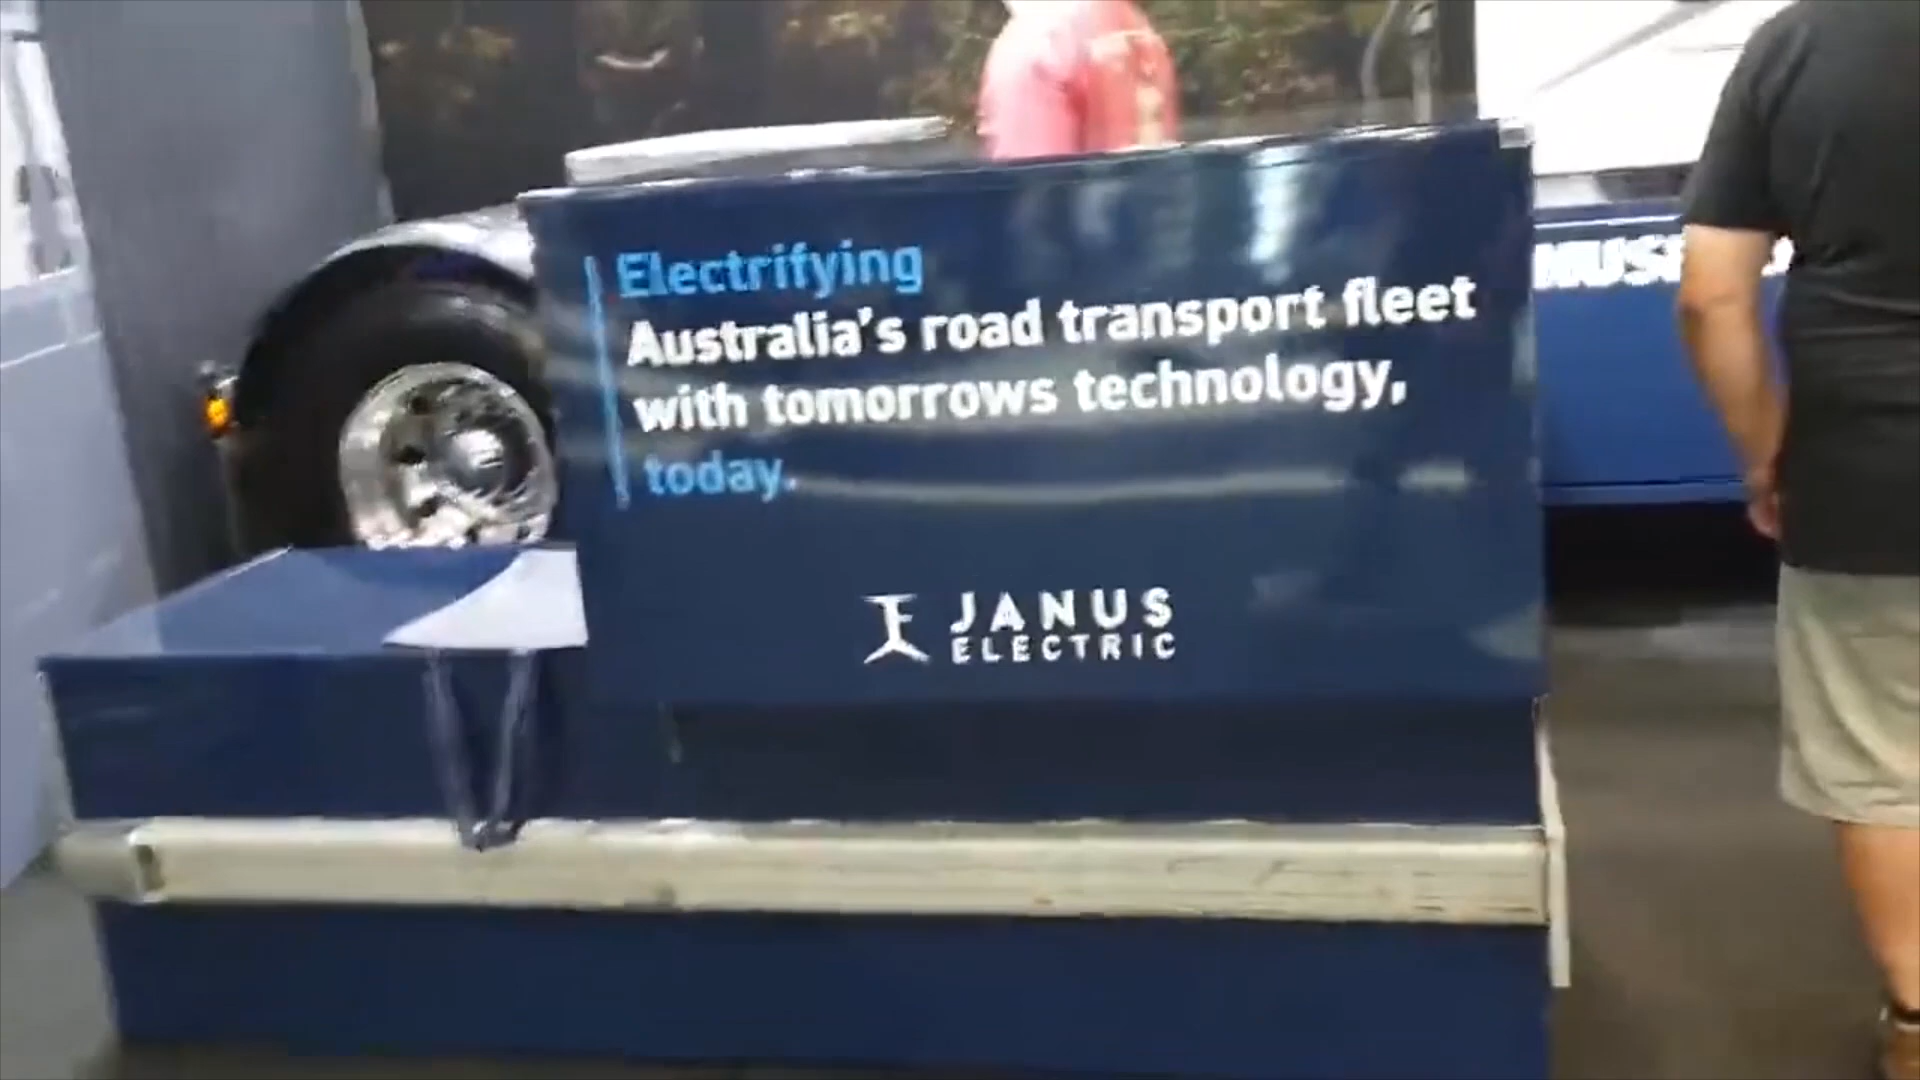 Electrifying
Australia's road transport fleet
with tomorrows technology,
today.
JANUS
ELECTRIC